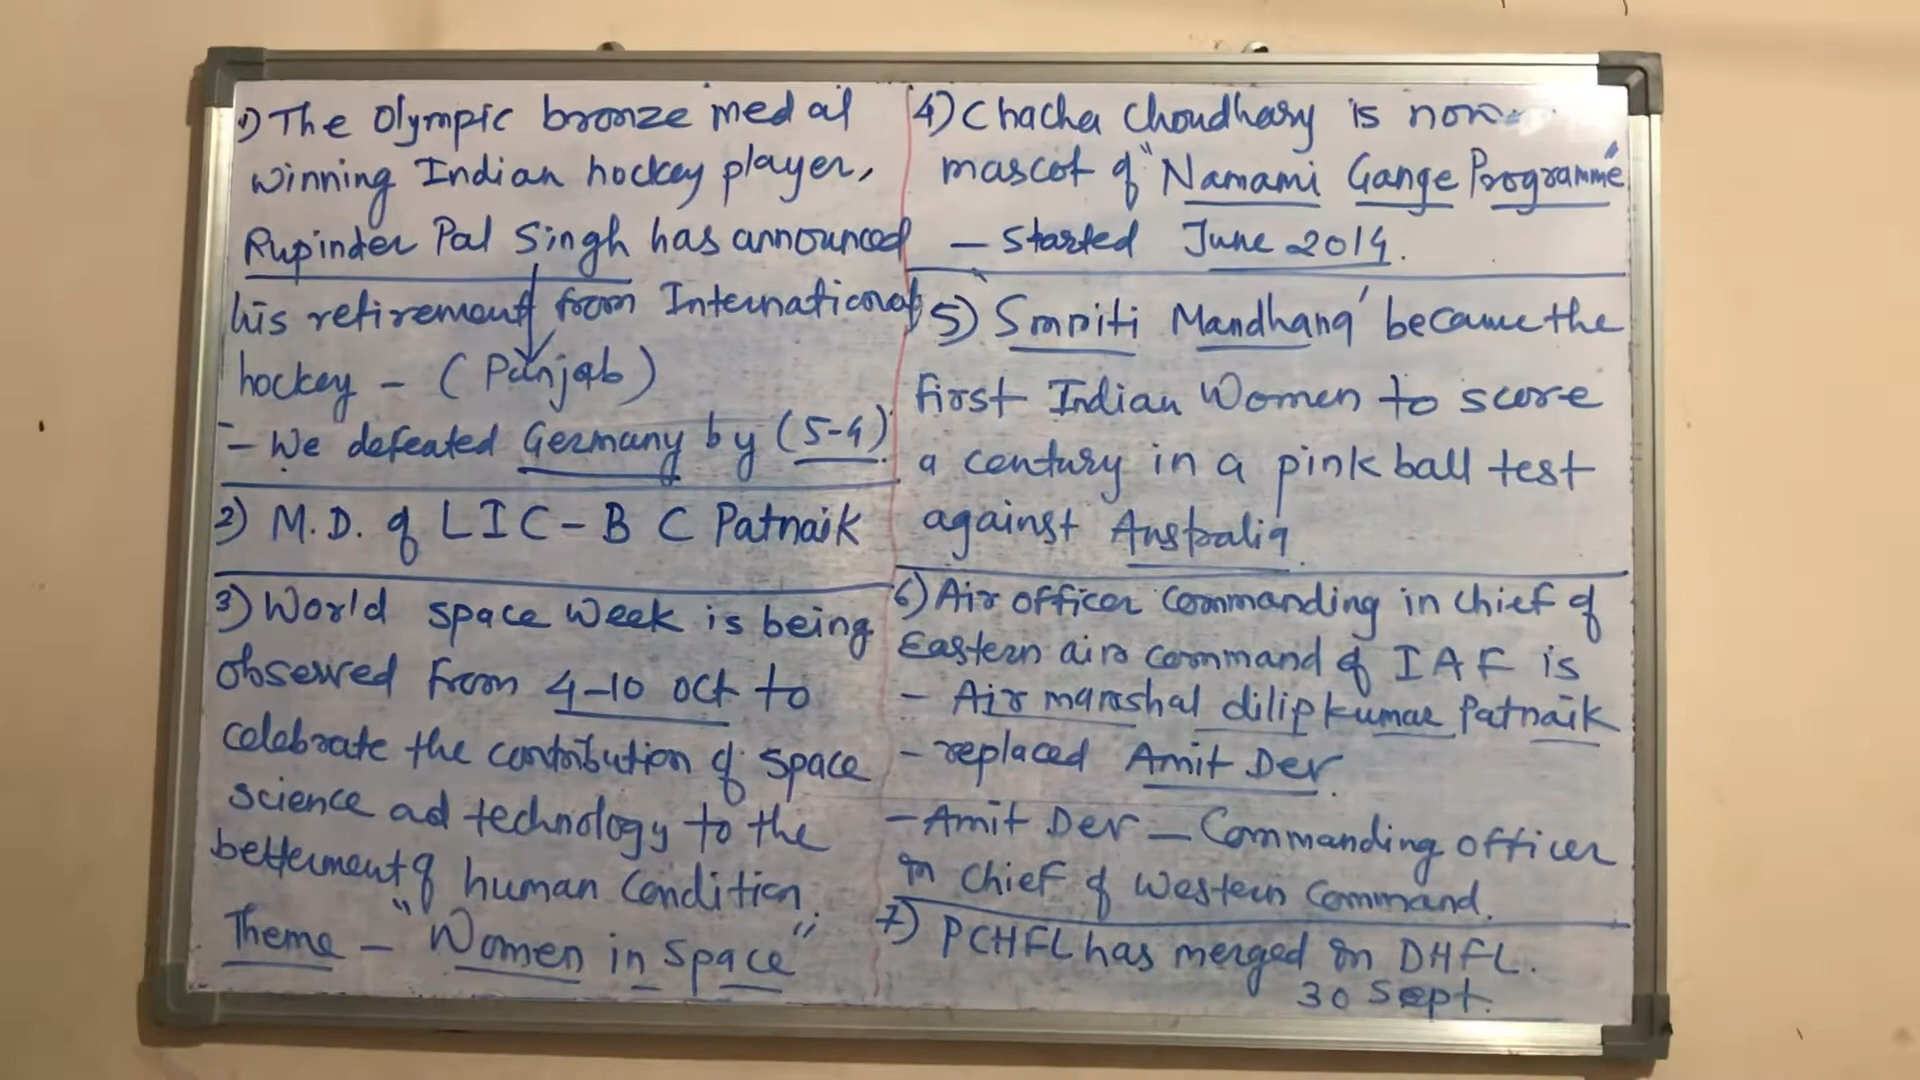 1) The Olympic bronze medal
winning Indian hockey player,
Rupinder Pal Singh has announced
his retirement from International
hockey - (Punjab)
- We defeated Germany by (5-4).
2) M.D. of LIC - B C Patnaik
3) World space week is being
observed from 4-10 Oct to
celebrate the contribution of space
science ad technology to the
betterment of human condition.
Theme - "Women in space"
4) Chacha Choudhary is now
mascot of "Namami Gange Programme"
- Started June 2014.
5) Smriti Mandhana' became the
first Indian Women to score
a century in a pink ball test
against Australia.
6) Air officer commanding in chief of
Eastern air command of IAF is
- Air marshal dilip kumar Patnaik
- replaced Amit Dev.
- Amit Dev - Commanding officer
in chief of Western Command.
7) PCHFL has merged in DHFL.
30 Sept.